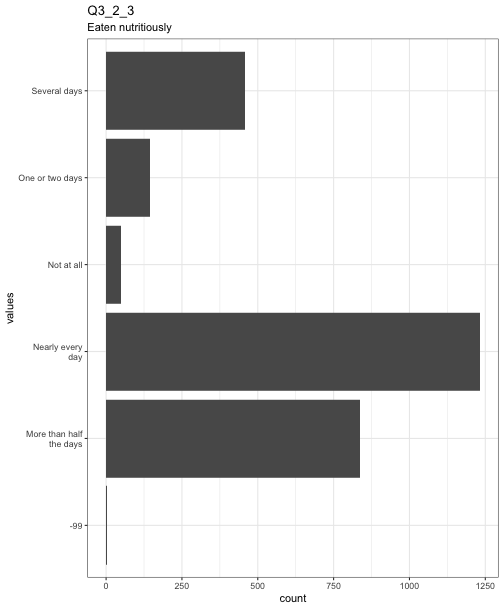 Q3_2_3
Eaten nutritiously
Several days
One or two days
Not at all
Nearly every
day
More than half
the days
-99
values
0 250 500 750 1000 1250
count